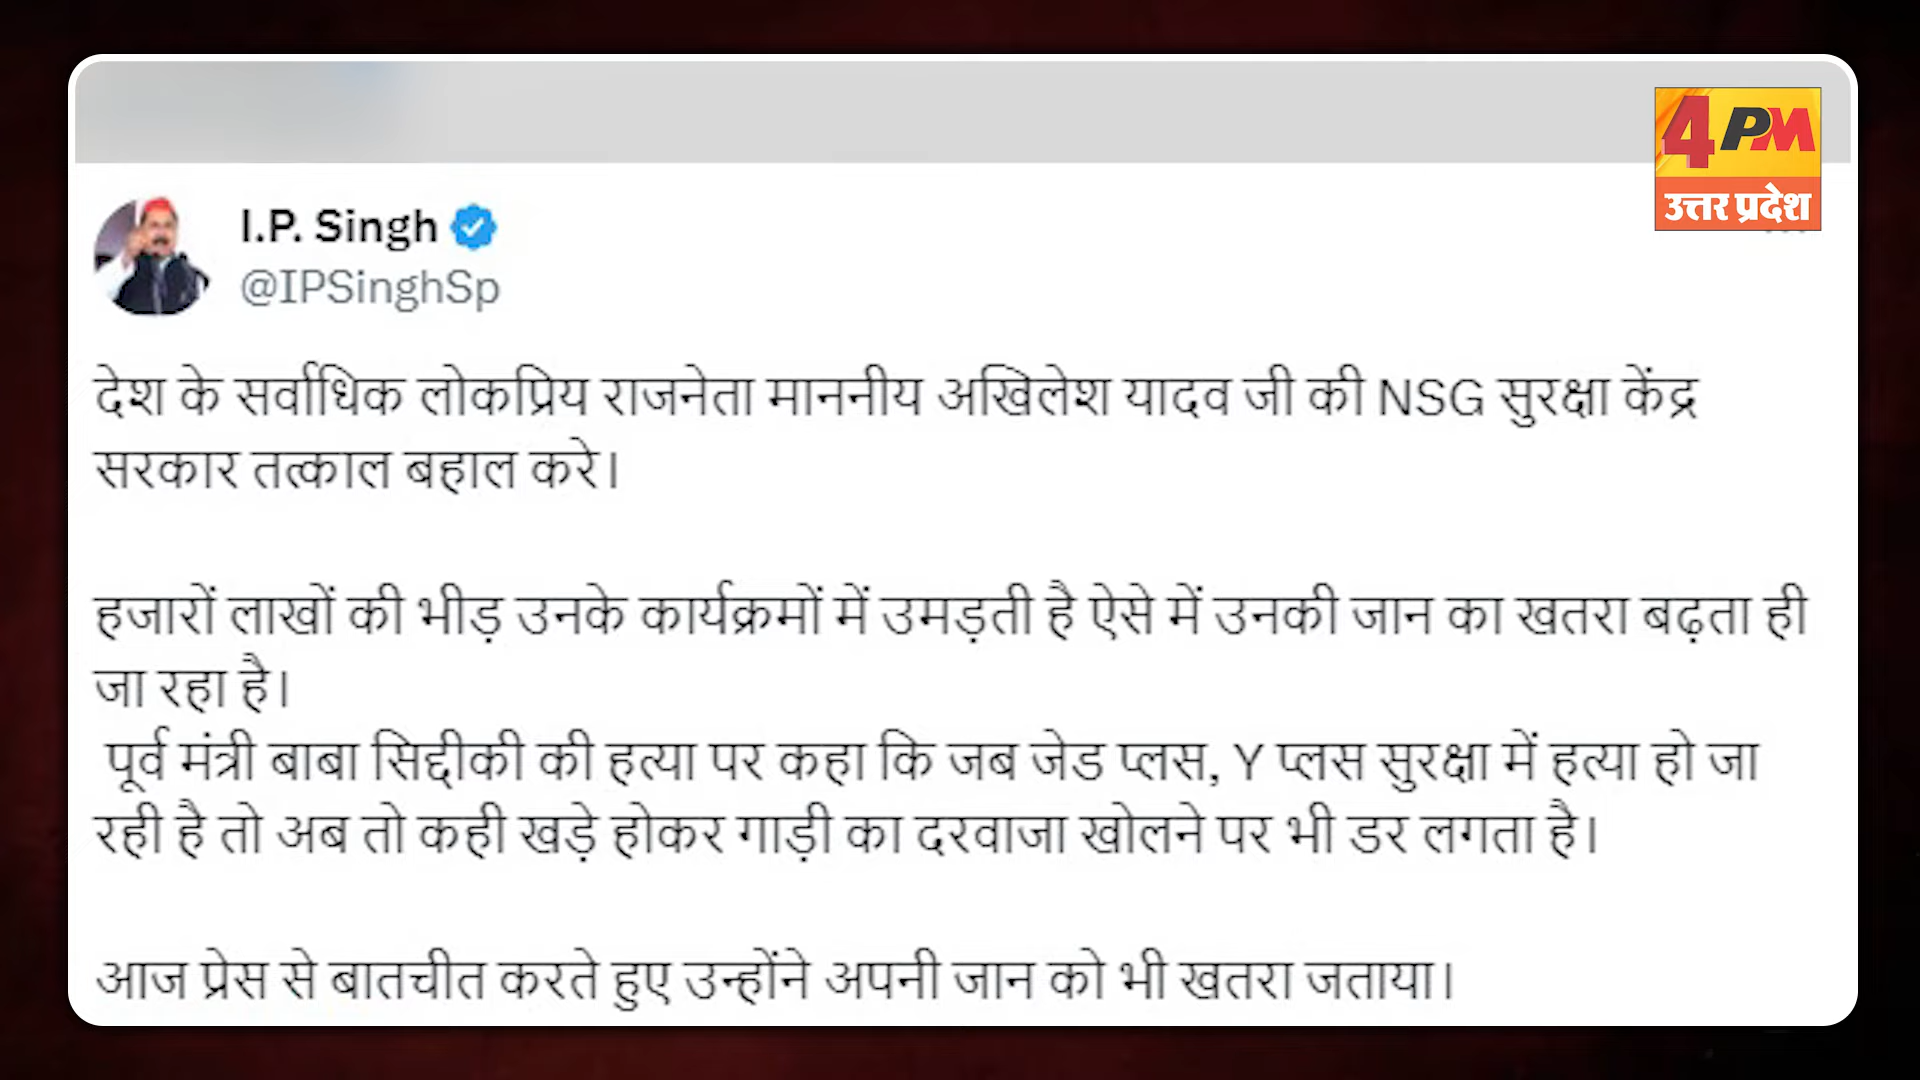 4PM
उत्तर प्रदेश
I.P. Singh
@IPSinghSp
देश के सर्वाधिक लोकप्रिय राजनेता माननीय अखिलेश यादव जी की NSG सुरक्षा केंद्र
सरकार तत्काल बहाल करे।
हजारों लाखों की भीड़ उनके कार्यक्रमों में उमड़ती है ऐसे में उनकी जान का खतरा बढ़ता ही
जा रहा है।
पूर्व मंत्री बाबा सिद्दीकी की हत्या पर कहा कि जब जेड प्लस, Y प्लस सुरक्षा में हत्या हो जा
रही है तो अब तो कही खड़े होकर गाड़ी का दरवाजा खोलने पर भी डर लगता है।
आज प्रेस से बातचीत करते हुए उन्होंने अपनी जान को भी खतरा जताया।